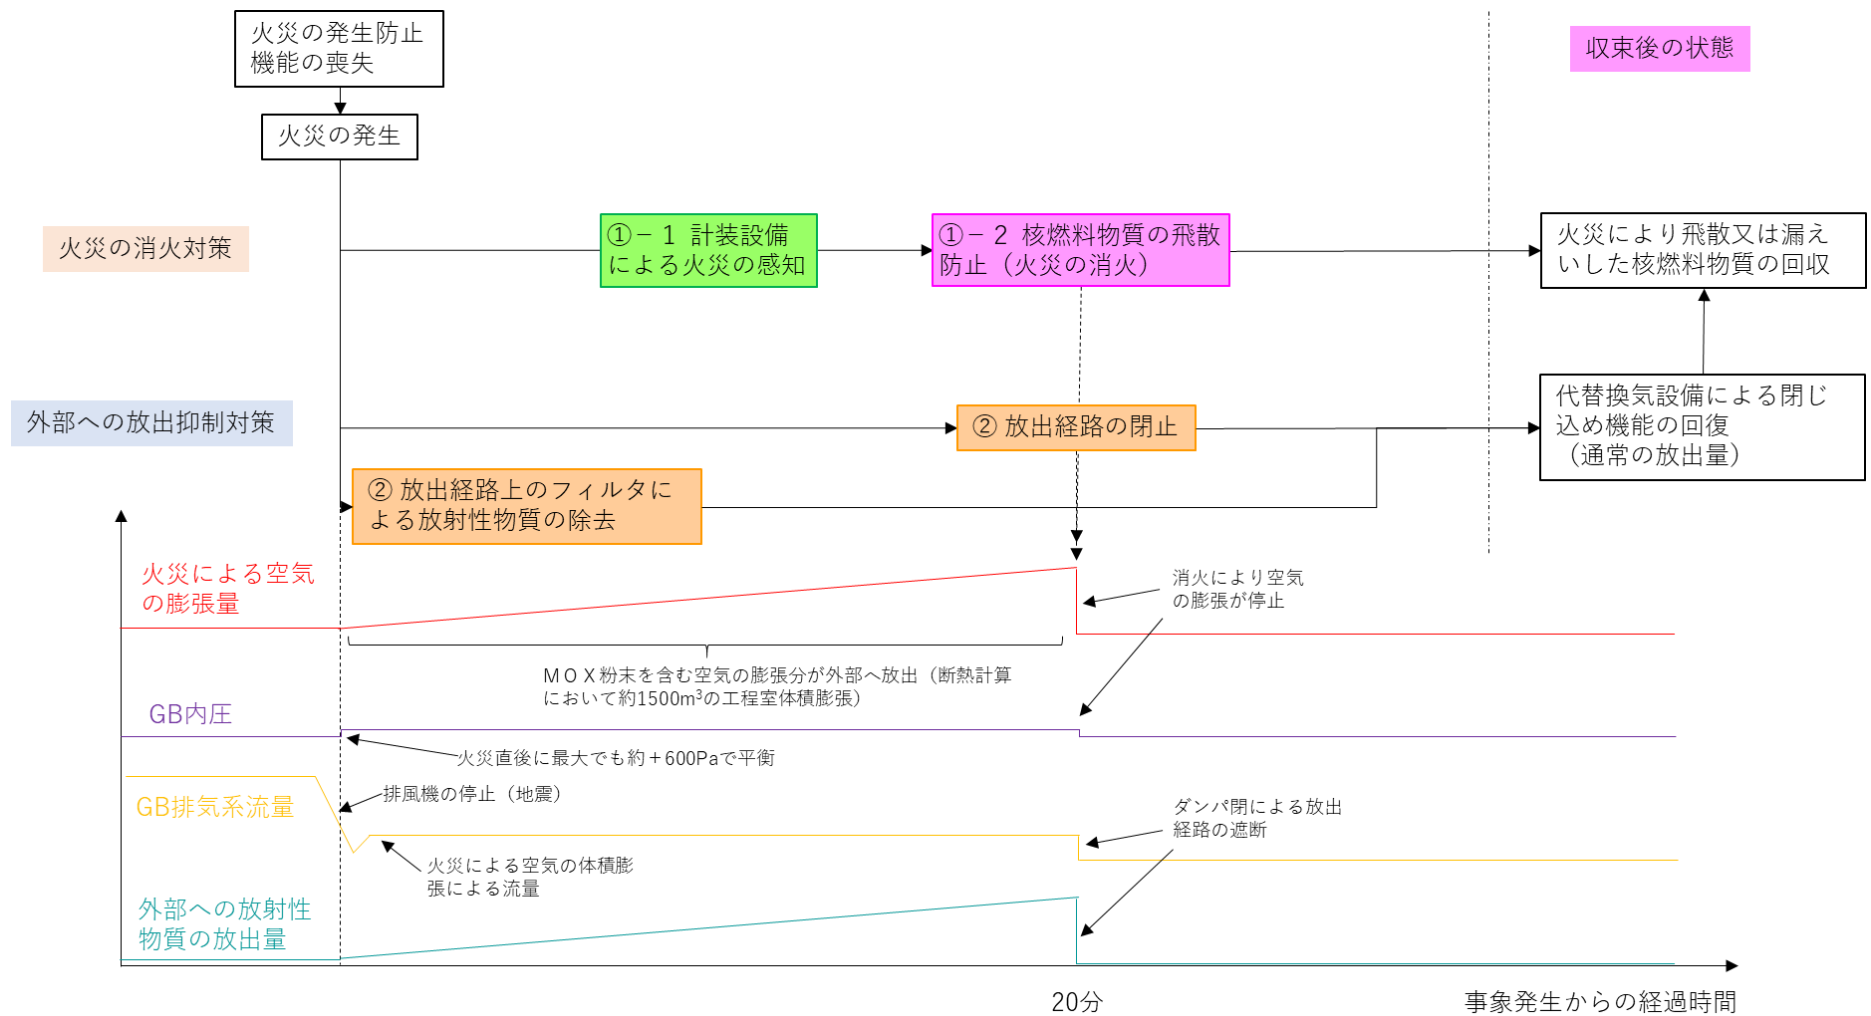 火災の発生防止
機能の喪失
収束後の状態
火災の発生
火災の消火対策
①－１ 計装設備
による火災の感知
①－２ 核燃料物質の飛散
防止（火災の消火）
火災により飛散又は漏え
いした核燃料物質の回収
外部への放出抑制対策
② 放出経路の閉止
代替換気設備による閉じ
込め機能の回復
（通常の放出量）
② 放出経路上のフィルタに
よる放射性物質の除去
火災による空気
の膨張量
消火により空気
の膨張が停止
ＭＯＸ粉末を含む空気の膨張分が外部へ放出（断熱計算
において約1500m³の工程室体積膨張）
GB内圧
火災直後に最大でも約＋600Paで平衡
排風機の停止（地震）
GB排気系流量
ダンパ閉による放出
経路の遮断
火災による空気の体積膨
張による流量
外部への放射性
物質の放出量
20分
事象発生からの経過時間